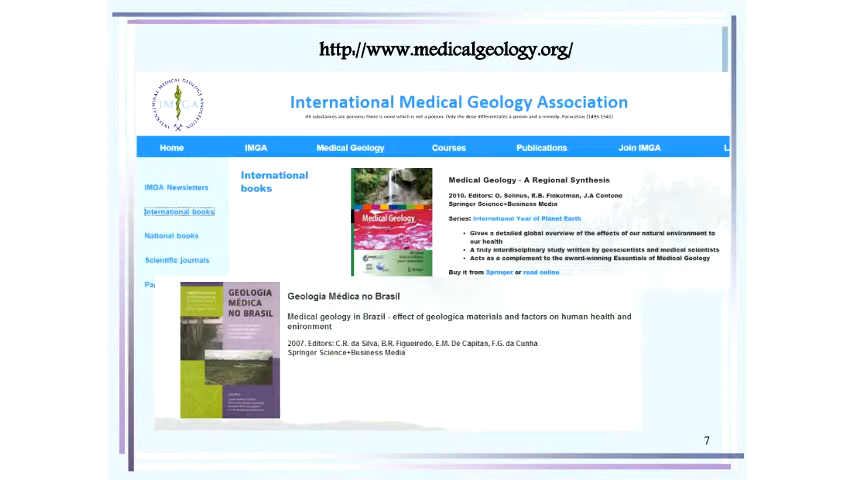 http://www.medicalgeology.org/
IMGA
International Medical Geology Association
All substances are poisons; there is none which is not a poison. Only the dose differentiates a poison and a remedy. Paracelsus (1493-1541)
Home IMGA Medical Geology Courses Publications Join IMGA L
IMGA Newsletters
International books
National books
Scientific journals
Pa
International
books
Medical Geology
Springer
Medical Geology - A Regional Synthesis
2010. Editors: O. Selinus, R.B. Finkelman, J.A Centeno
Springer Science+Business Media
Series: International Year of Planet Earth
• Gives a detailed global overview of the effects of our natural environment to
our health
• A truly interdisciplinary study written by geoscientists and medical scientists
• Acts as a complement to the award-winning Essentials of Medical Geology
Buy it from Springer or read online
GEOLOGIA
MÉDICA
NO BRASIL
Geologia Médica no Brasil
Medical geology in Brazil - effect of geologica materials and factors on human health and
enironment
2007. Editors: C.R. da Silva, B.R. Figueiredo, E.M. De Capitan, F.G. da Cunha
Springer Science+Business Media
7